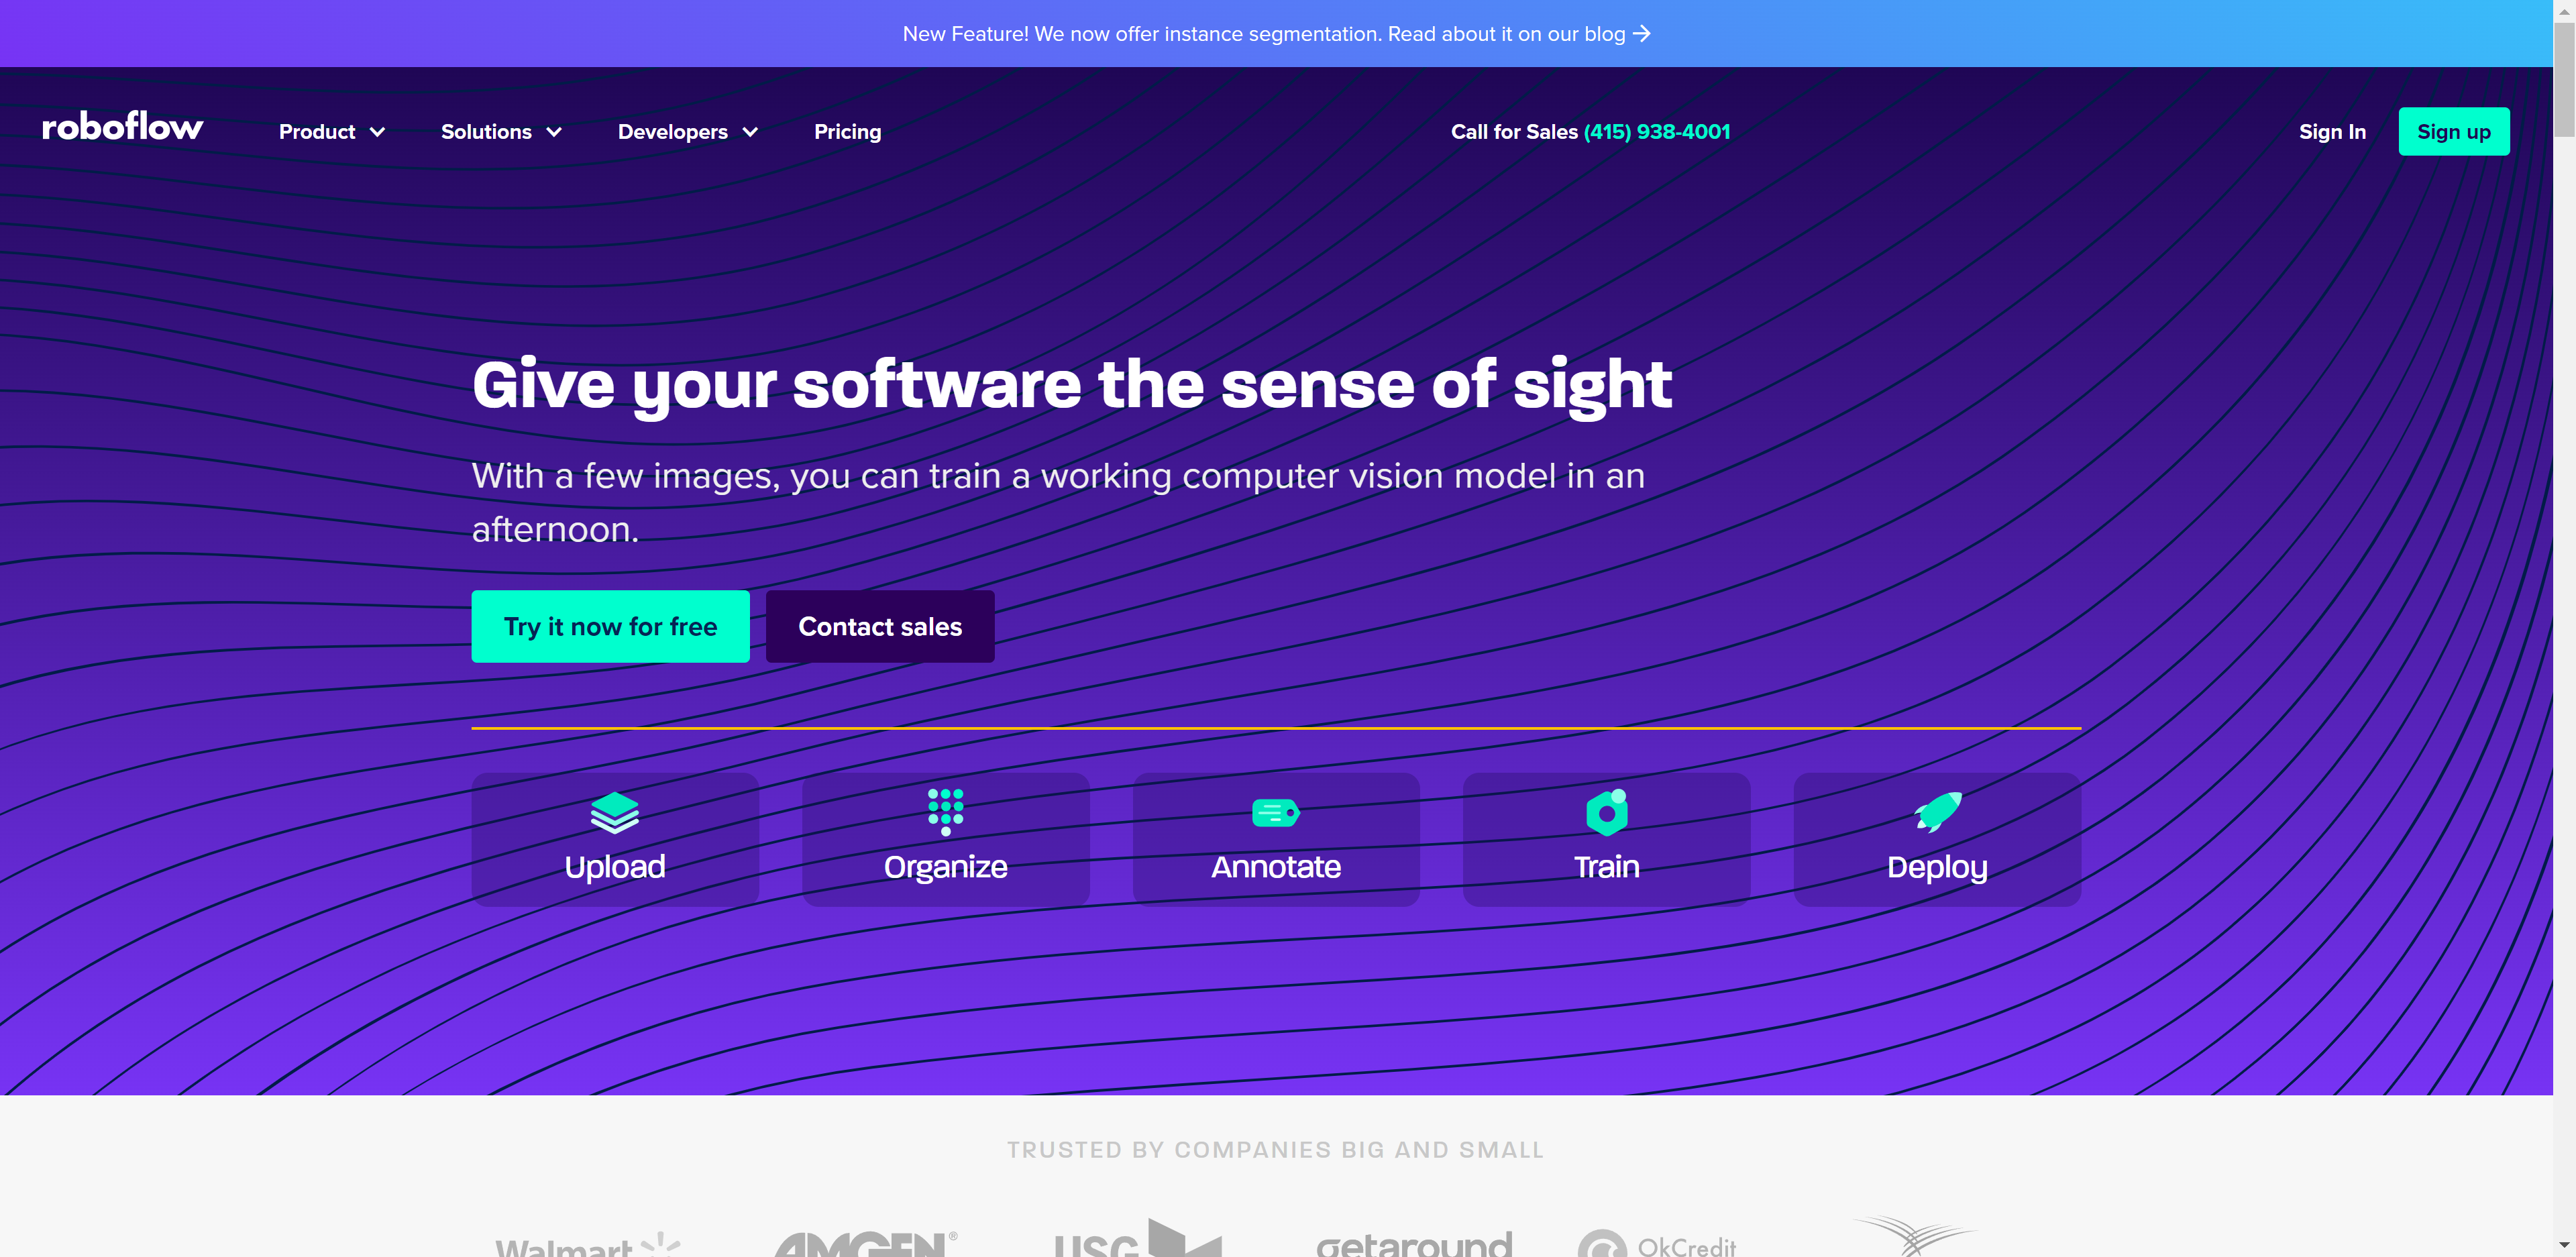 New Feature! We now offer instance segmentation. Read about it on our blog →
roboflow Product Solutions Developers Pricing Call for Sales (415) 938-4001 Sign In Sign up
Give your software the sense of sight
With a few images, you can train a working computer vision model in an
afternoon.
Try it now for free Contact sales
Upload Organize Annotate Train Deploy
TRUSTED BY COMPANIES BIG AND SMALL
Walmart AMGEN® USG getaround OkCredit